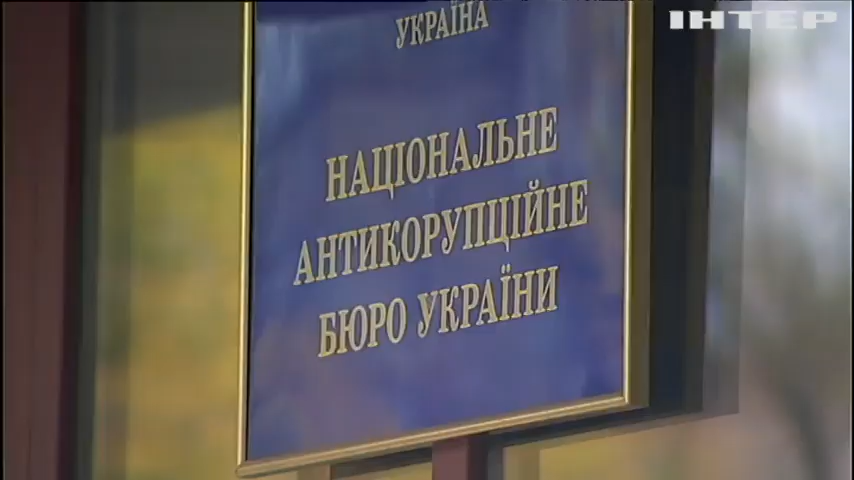 ІНТЕР
УКРАЇНА
НАЦІОНАЛЬНЕ
АНТИКОРУПЦІЙНЕ
БЮРО УКРАЇНИ